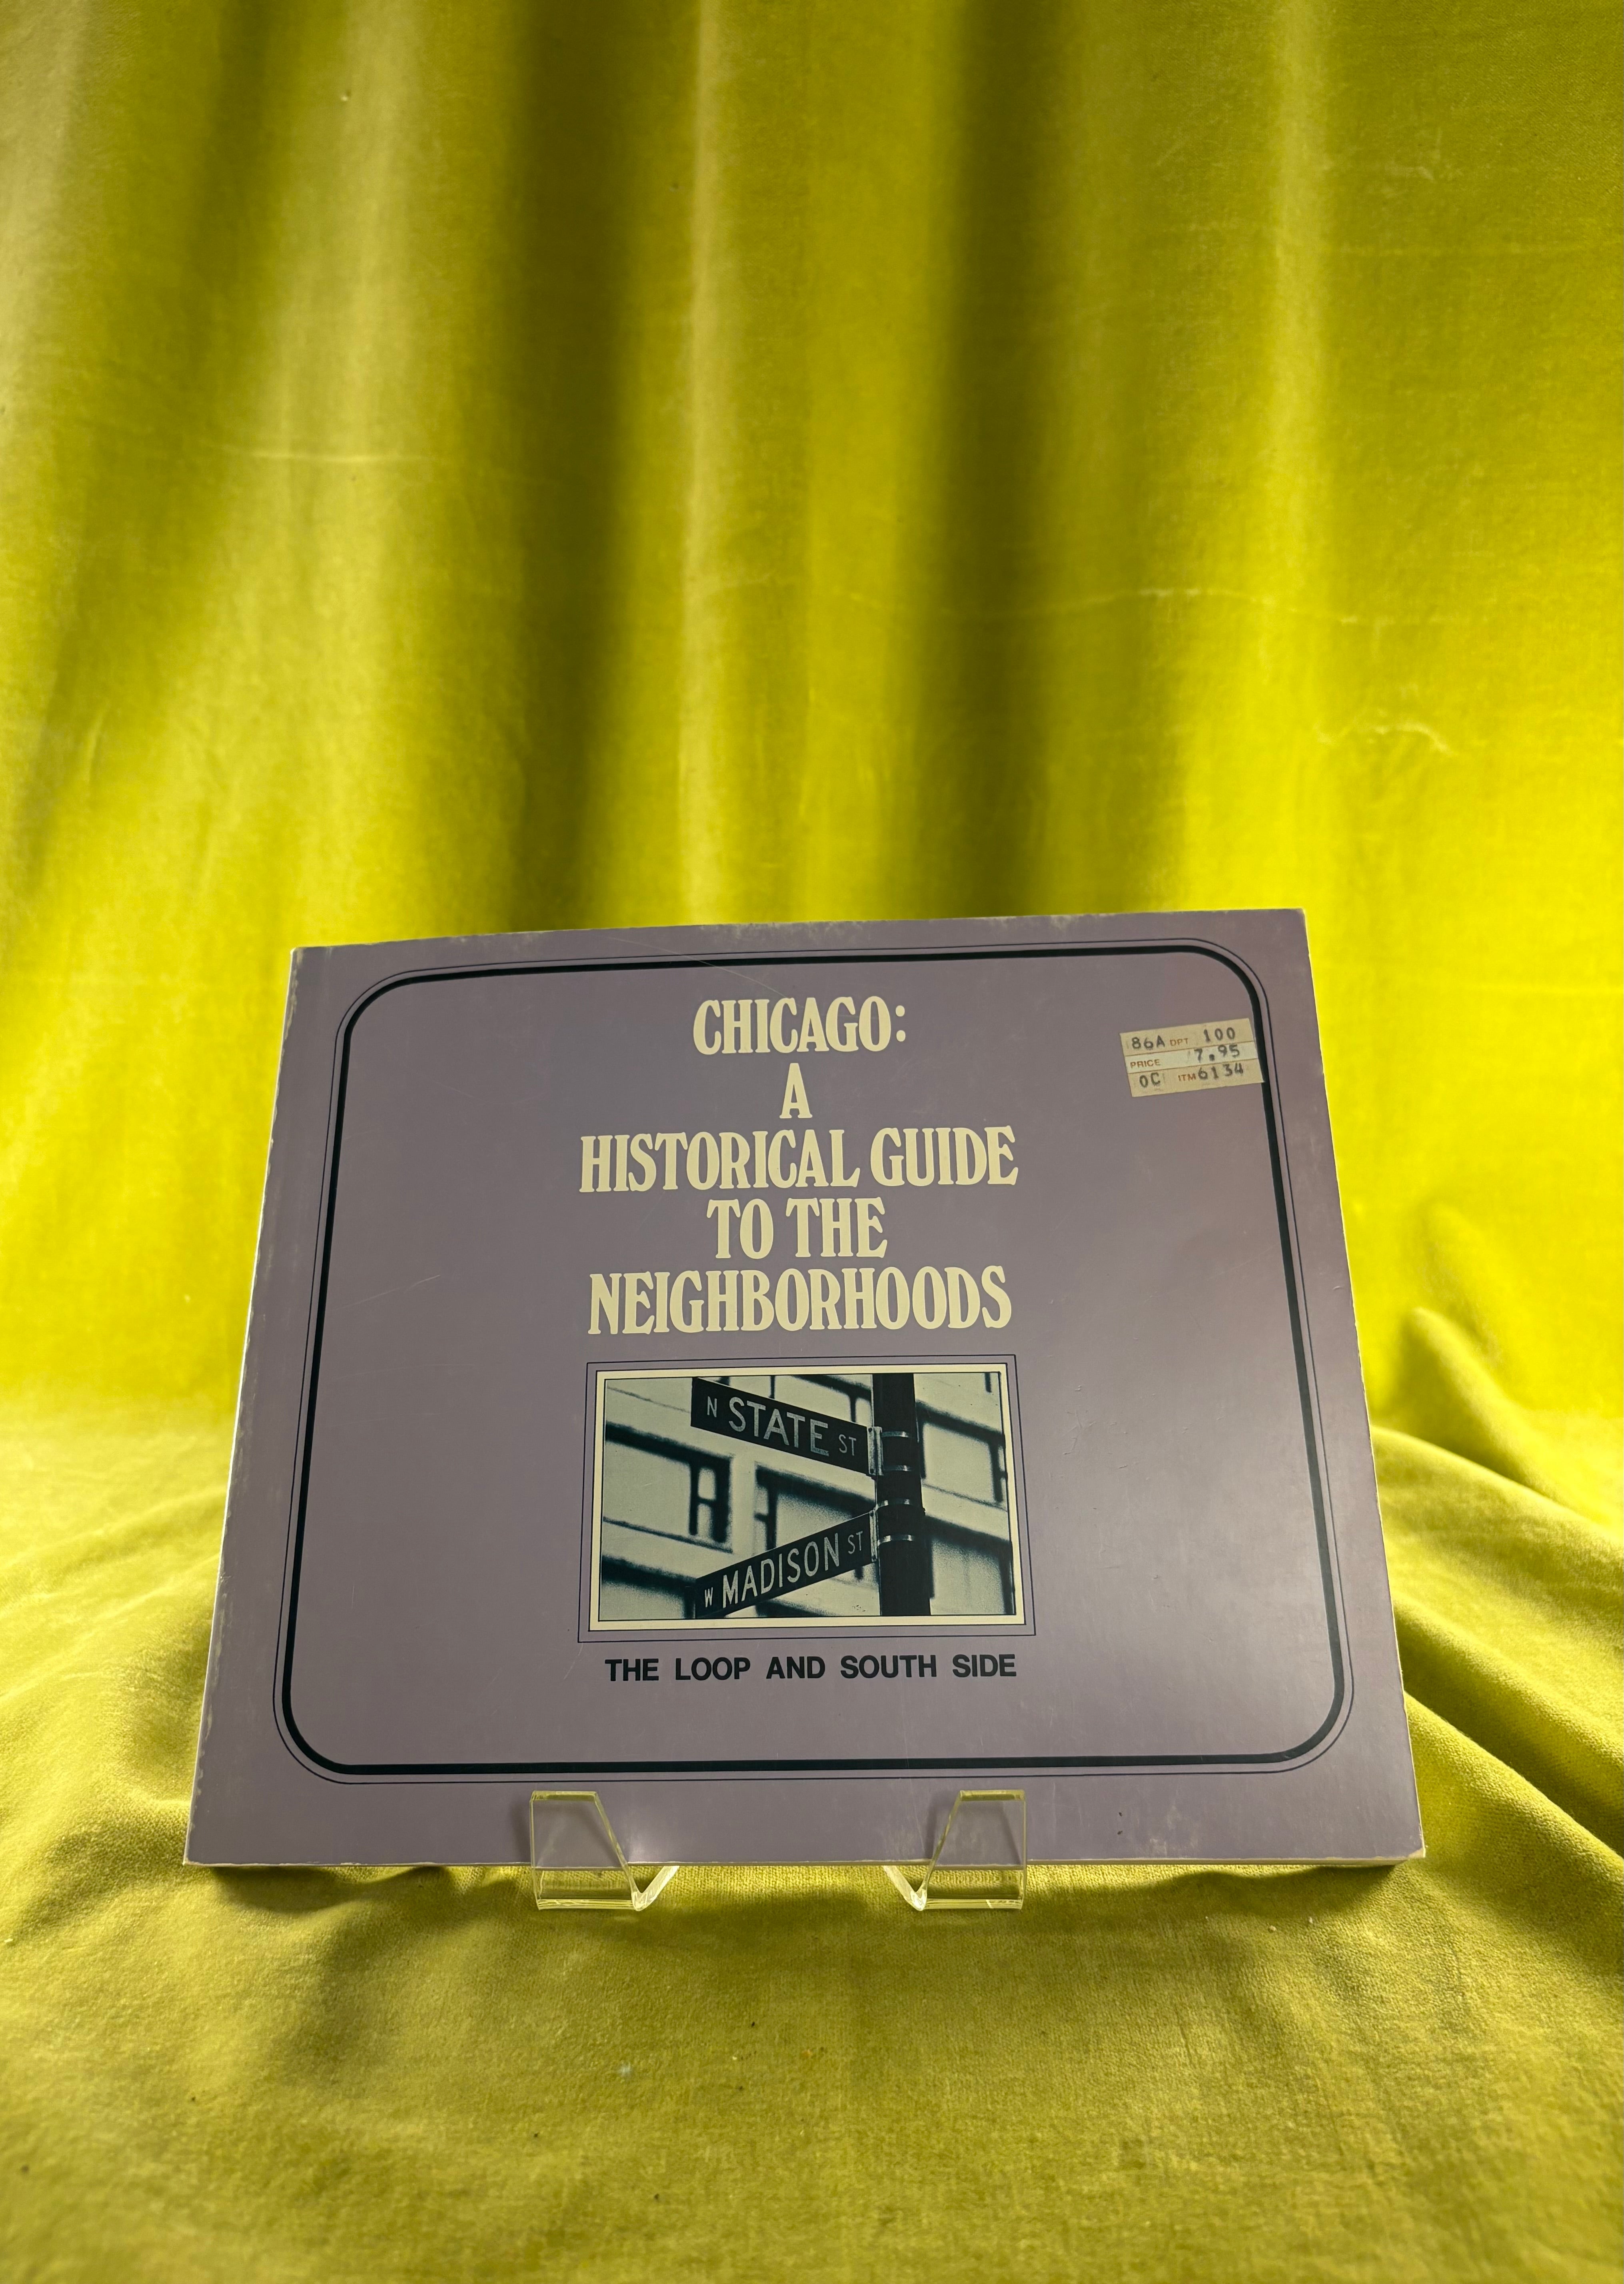 CHICAGO:
A
HISTORICAL GUIDE
TO THE
NEIGHBORHOODS
86A DPT 100
PRICE 7.95
OC ITM 6134
N STATE ST
W MADISON ST
THE LOOP AND SOUTH SIDE